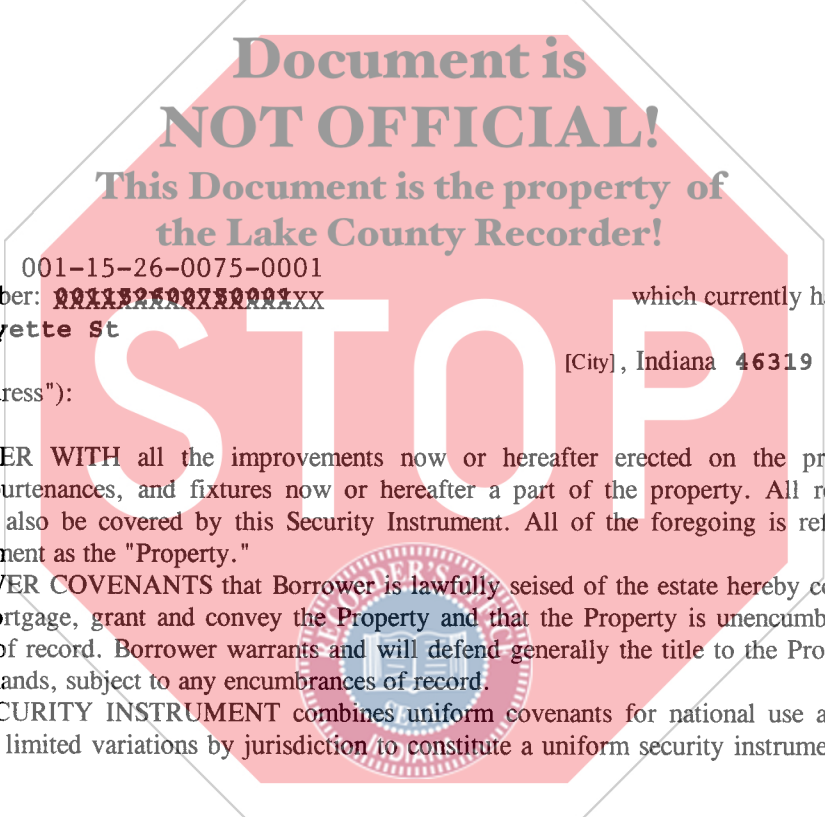 Document is
NOT OFFICIAL!
This Document is the property of
the Lake County Recorder!
001-15-26-0075-0001
ber: 001152600750001
which currently ha
yette St
[City], Indiana 46319
ress"):
STOP
ER WITH all the improvements now or hereafter erected on the pr
urtenances, and fixtures now or hereafter a part of the property. All r
also be covered by this Security Instrument. All of the foregoing is ref
ment as the "Property."
VER COVENANTS that Borrower is lawfully seised of the estate hereby co
ortgage, grant and convey the Property and that the Property is unencumb
of record. Borrower warrants and will defend generally the title to the Pro
ands, subject to any encumbrances of record.
CURITY INSTRUMENT combines uniform covenants for national use a
limited variations by jurisdiction to constitute a uniform security instrume
RECORDER'S OFFICE
SEAL
INDIANA